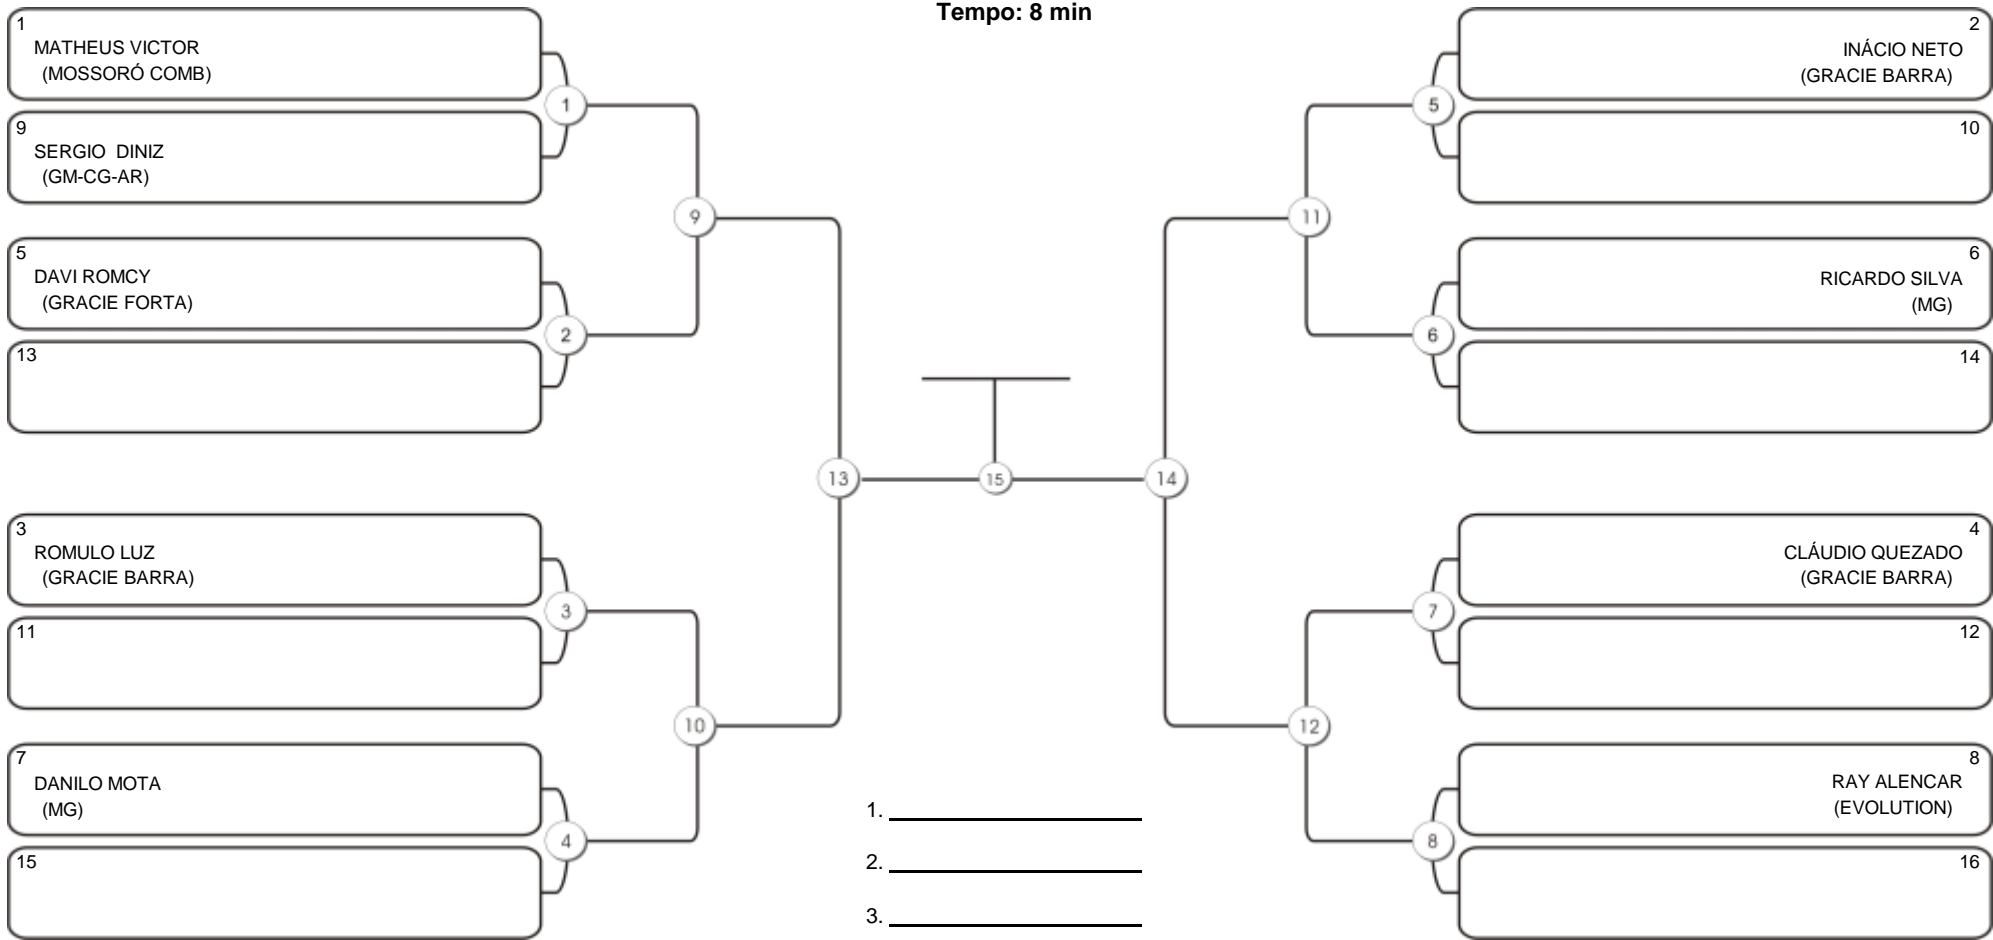 Tempo: 8 min
1
MATHEUS VICTOR
(MOSSORÓ COMB)
9
SERGIO  DINIZ
(GM-CG-AR)
1
5
DAVI ROMCY
(GRACIE FORTA)
13
2
9
3
ROMULO LUZ
(GRACIE BARRA)
11
3
7
DANILO MOTA
(MG)
15
4
10
13
15
14
2
INÁCIO NETO
(GRACIE BARRA)
10
5
6
RICARDO SILVA
(MG)
14
6
11
4
CLÁUDIO QUEZADO
(GRACIE BARRA)
12
7
8
RAY ALENCAR
(EVOLUTION)
16
8
12
1.
2.
3.